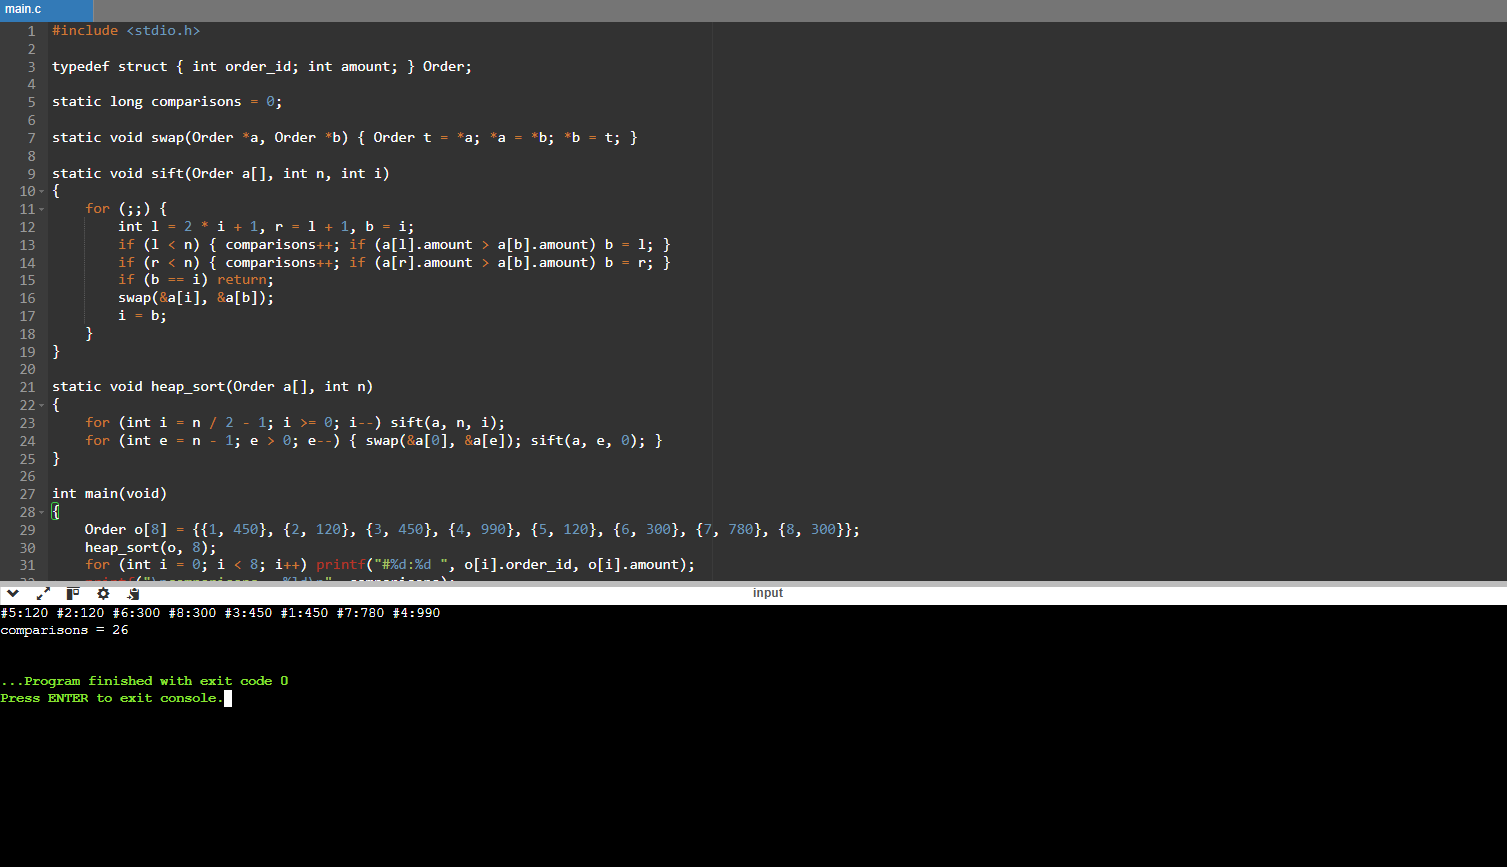 main.c
1 #include <stdio.h>
2
3 typedef struct { int order_id; int amount; } Order;
4
5 static long comparisons = 0;
6
7 static void swap(Order *a, Order *b) { Order t = *a; *a = *b; *b = t; }
8
9 static void sift(Order a[], int n, int i)
10 {
11     for (;;) {
12         int l = 2 * i + 1, r = l + 1, b = i;
13         if (l < n) { comparisons++; if (a[l].amount > a[b].amount) b = l; }
14         if (r < n) { comparisons++; if (a[r].amount > a[b].amount) b = r; }
15         if (b == i) return;
16         swap(&a[i], &a[b]);
17         i = b;
18     }
19 }
20
21 static void heap_sort(Order a[], int n)
22 {
23     for (int i = n / 2 - 1; i >= 0; i--) sift(a, n, i);
24     for (int e = n - 1; e > 0; e--) { swap(&a[0], &a[e]); sift(a, e, 0); }
25 }
26
27 int main(void)
28 {
29     Order o[8] = {{1, 450}, {2, 120}, {3, 450}, {4, 990}, {5, 120}, {6, 300}, {7, 780}, {8, 300}};
30     heap_sort(o, 8);
31     for (int i = 0; i < 8; i++) printf("#%d:%d ", o[i].order_id, o[i].amount);
input
#5:120 #2:120 #6:300 #8:300 #3:450 #1:450 #7:780 #4:990
comparisons = 26
...Program finished with exit code 0
Press ENTER to exit console.